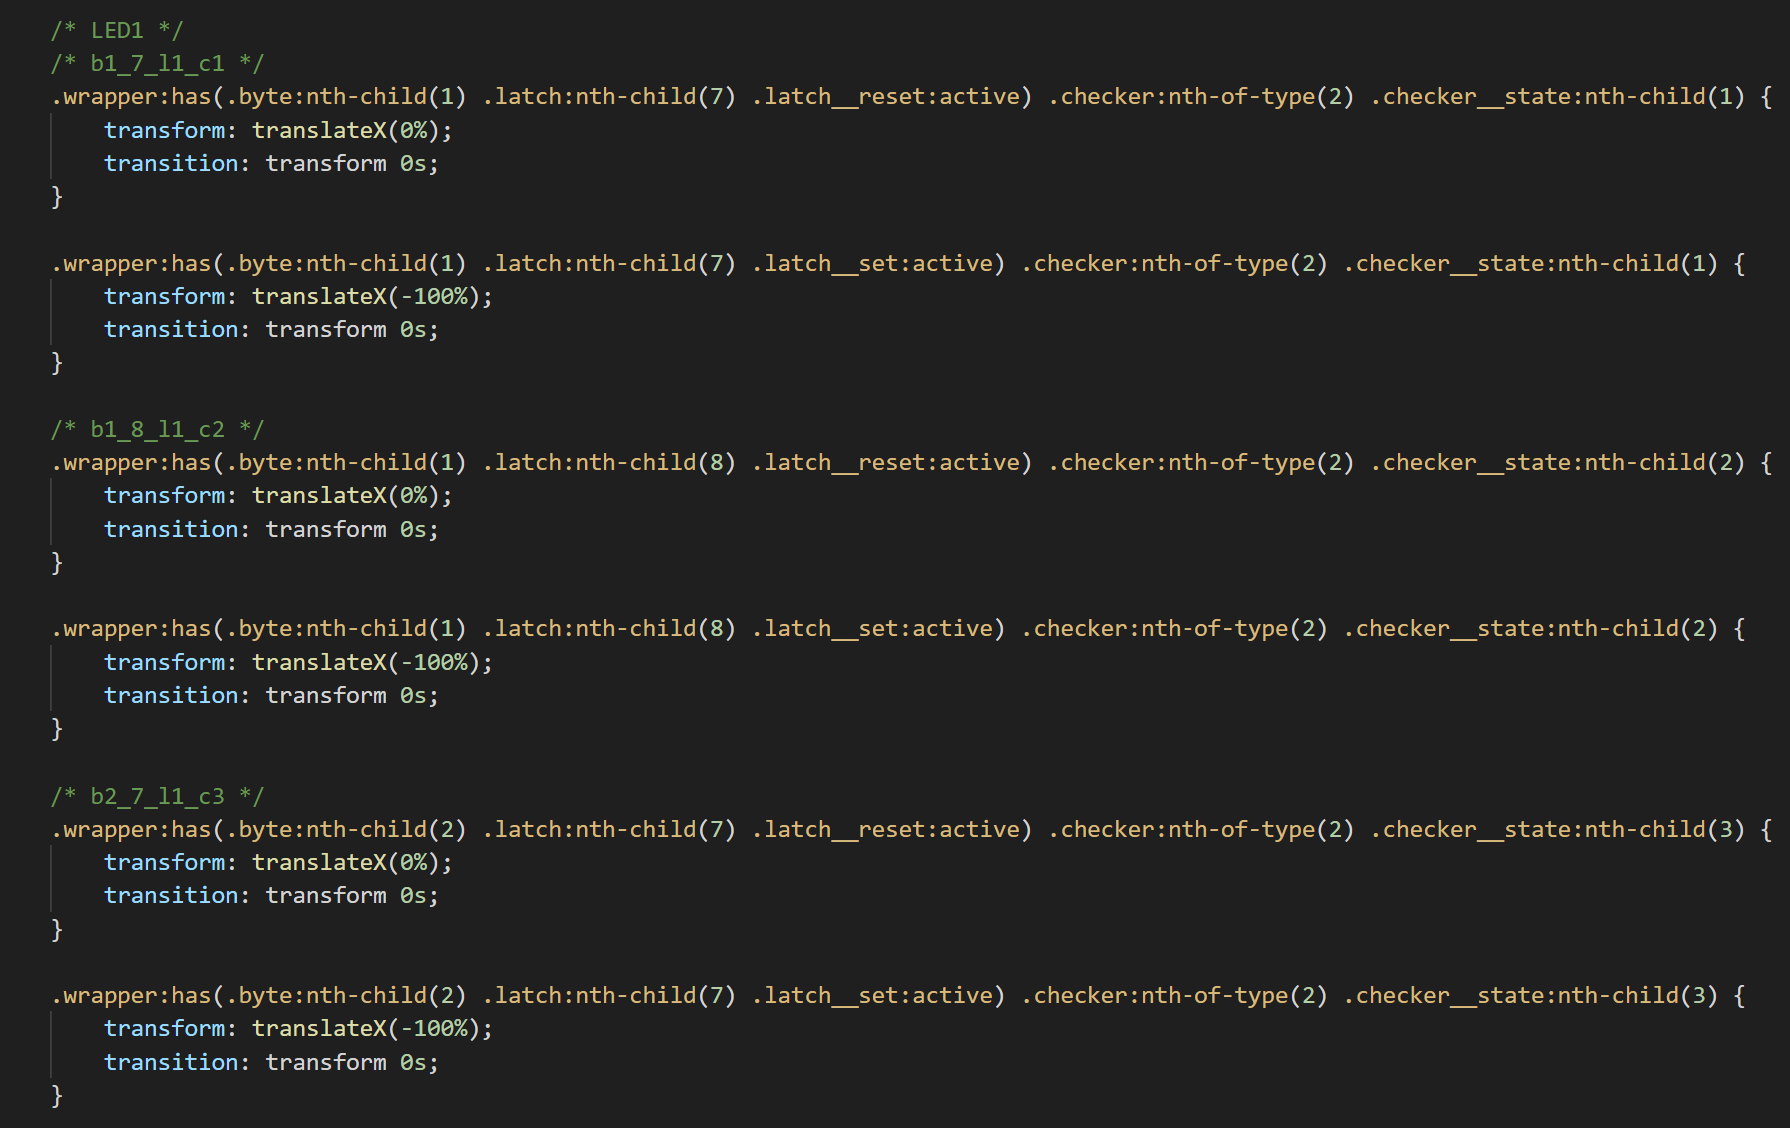 /* LED1 */
/* b1_7_l1_c1 */
.wrapper:has(.byte:nth-child(1) .latch:nth-child(7) .latch__reset:active) .checker:nth-of-type(2) .checker__state:nth-child(1) {
    transform: translateX(0%);
    transition: transform 0s;
}

.wrapper:has(.byte:nth-child(1) .latch:nth-child(7) .latch__set:active) .checker:nth-of-type(2) .checker__state:nth-child(1) {
    transform: translateX(-100%);
    transition: transform 0s;
}

/* b1_8_l1_c2 */
.wrapper:has(.byte:nth-child(1) .latch:nth-child(8) .latch__reset:active) .checker:nth-of-type(2) .checker__state:nth-child(2) {
    transform: translateX(0%);
    transition: transform 0s;
}

.wrapper:has(.byte:nth-child(1) .latch:nth-child(8) .latch__set:active) .checker:nth-of-type(2) .checker__state:nth-child(2) {
    transform: translateX(-100%);
    transition: transform 0s;
}

/* b2_7_l1_c3 */
.wrapper:has(.byte:nth-child(2) .latch:nth-child(7) .latch__reset:active) .checker:nth-of-type(2) .checker__state:nth-child(3) {
    transform: translateX(0%);
    transition: transform 0s;
}

.wrapper:has(.byte:nth-child(2) .latch:nth-child(7) .latch__set:active) .checker:nth-of-type(2) .checker__state:nth-child(3) {
    transform: translateX(-100%);
    transition: transform 0s;
}